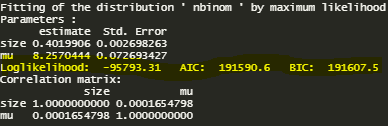 Fitting of the distribution ' nbinom ' by maximum likelihood
Parameters :
estimate Std. Error
size 0.4019906 0.002698263
mu 8.2570444 0.072693427
Loglikelihood: -95793.31 AIC: 191590.6 BIC: 191607.5
Correlation matrix:
size mu
size 1.0000000000 0.0001654798
mu 0.0001654798 1.0000000000